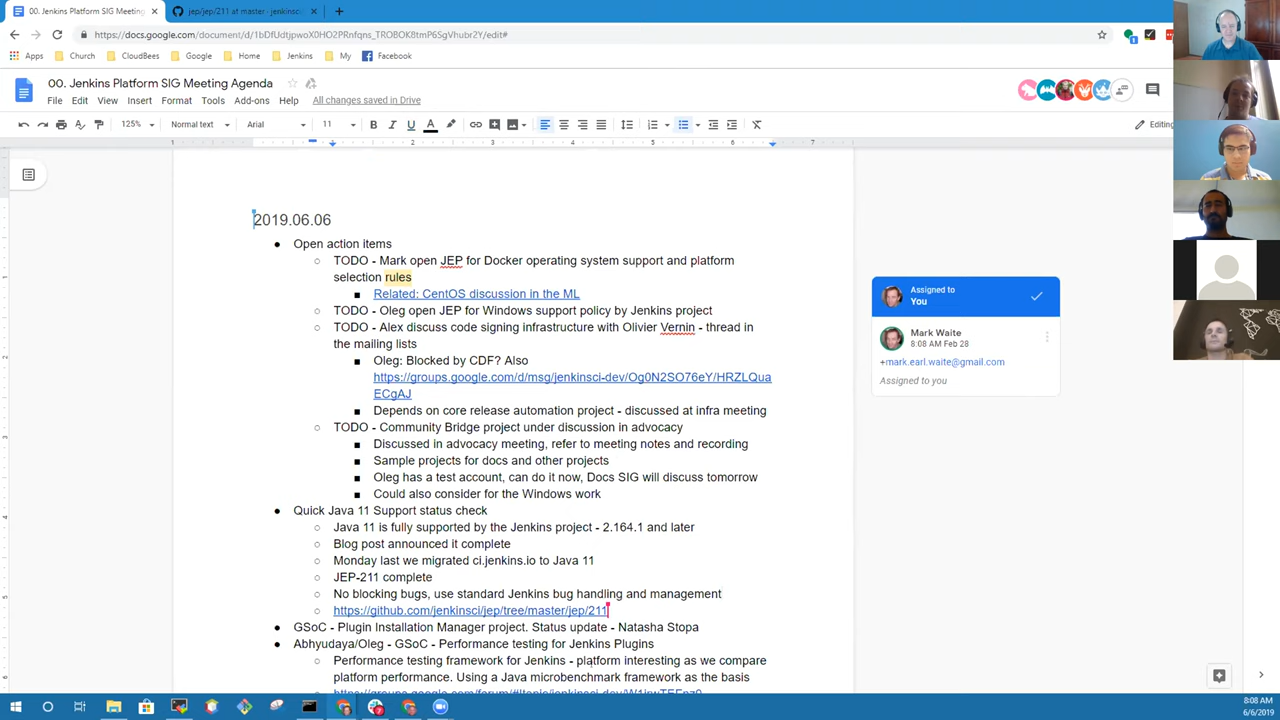 00. Jenkins Platform SIG Meeting
jep/jep/211 at master · jenkinsci
https://docs.google.com/document/d/1bDfUdtjpwoX0HO2PRnfqns_TROBOK8tmP6SgVhubr2Y/edit#
Apps Church CloudBees Google Home Jenkins My Facebook
00. Jenkins Platform SIG Meeting Agenda
File Edit View Insert Format Tools Add-ons Help All changes saved in Drive
125% Normal text Arial 11 B I U A Editing
1 1 2 3 4 5 6 7
2019.06.06
Open action items
TODO - Mark open JEP for Docker operating system support and platform
selection rules
Related: CentOS discussion in the ML
TODO - Oleg open JEP for Windows support policy by Jenkins project
TODO - Alex discuss code signing infrastructure with Olivier Vernin - thread in
the mailing lists
Oleg: Blocked by CDF? Also
https://groups.google.com/d/msg/jenkinsci-dev/Og0N2SO76eY/HRZLQua
ECgAJ
Depends on core release automation project - discussed at infra meeting
TODO - Community Bridge project under discussion in advocacy
Discussed in advocacy meeting, refer to meeting notes and recording
Sample projects for docs and other projects
Oleg has a test account, can do it now, Docs SIG will discuss tomorrow
Could also consider for the Windows work
Quick Java 11 Support status check
Java 11 is fully supported by the Jenkins project - 2.164.1 and later
Blog post announced it complete
Monday last we migrated ci.jenkins.io to Java 11
JEP-211 complete
No blocking bugs, use standard Jenkins bug handling and management
https://github.com/jenkinsci/jep/tree/master/jep/211
GSoC - Plugin Installation Manager project. Status update - Natasha Stopa
Abhyudaya/Oleg - GSoC - Performance testing for Jenkins Plugins
Performance testing framework for Jenkins - platform interesting as we compare
platform performance. Using a Java microbenchmark framework as the basis
Assigned to
You
Mark Waite
8:08 AM Feb 28
+mark.earl.waite@gmail.com
Assigned to you
8:08 AM
6/6/2019